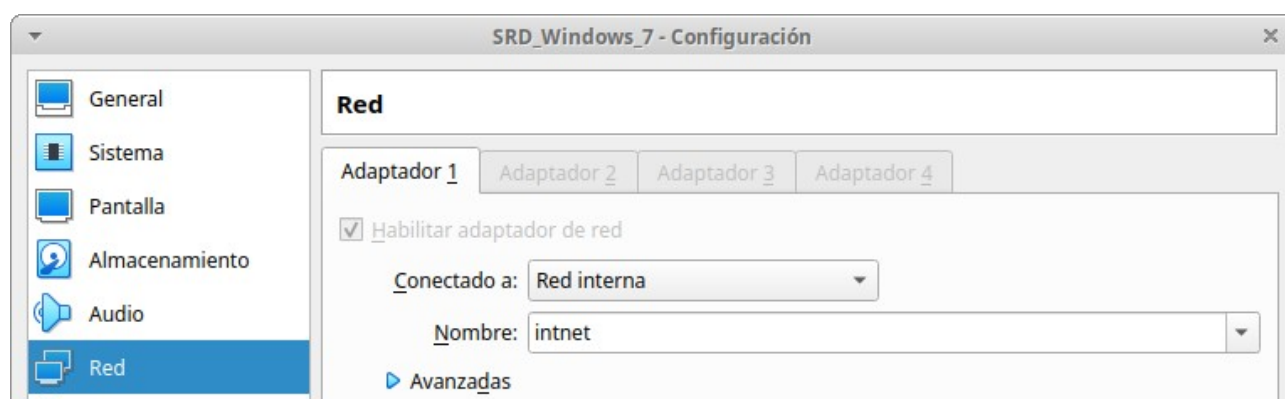 SRD_Windows_7 - Configuración
General
Sistema
Pantalla
Almacenamiento
Audio
Red
Red
Adaptador 1 Adaptador 2 Adaptador 3 Adaptador 4
Habilitar adaptador de red
Conectado a: Red interna
Nombre: intnet
Avanzadas